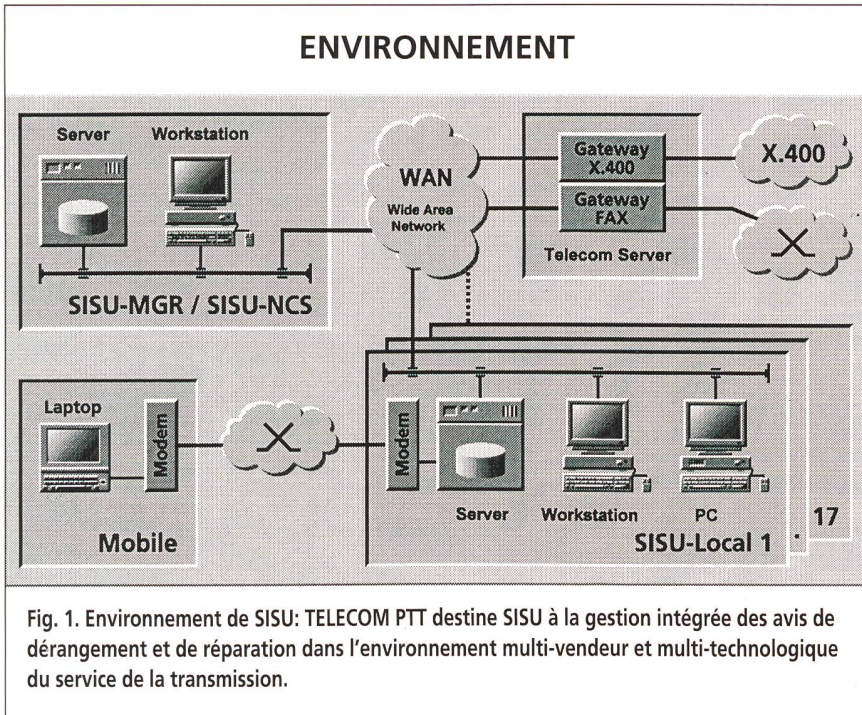 ENVIRONNEMENT
Server
Workstation
SISU-MGR / SISU-NCS
WAN
Wide Area
Network
Gateway
X.400
Gateway
FAX
Telecom Server
X.400
Laptop
Modem
Mobile
Modem
Server
Workstation
PC
SISU-Local 1
17
Fig. 1. Environnement de SISU: TELECOM PTT destine SISU à la gestion intégrée des avis de
dérangement et de réparation dans l'environnement multi-vendeur et multi-technologique
du service de la transmission.